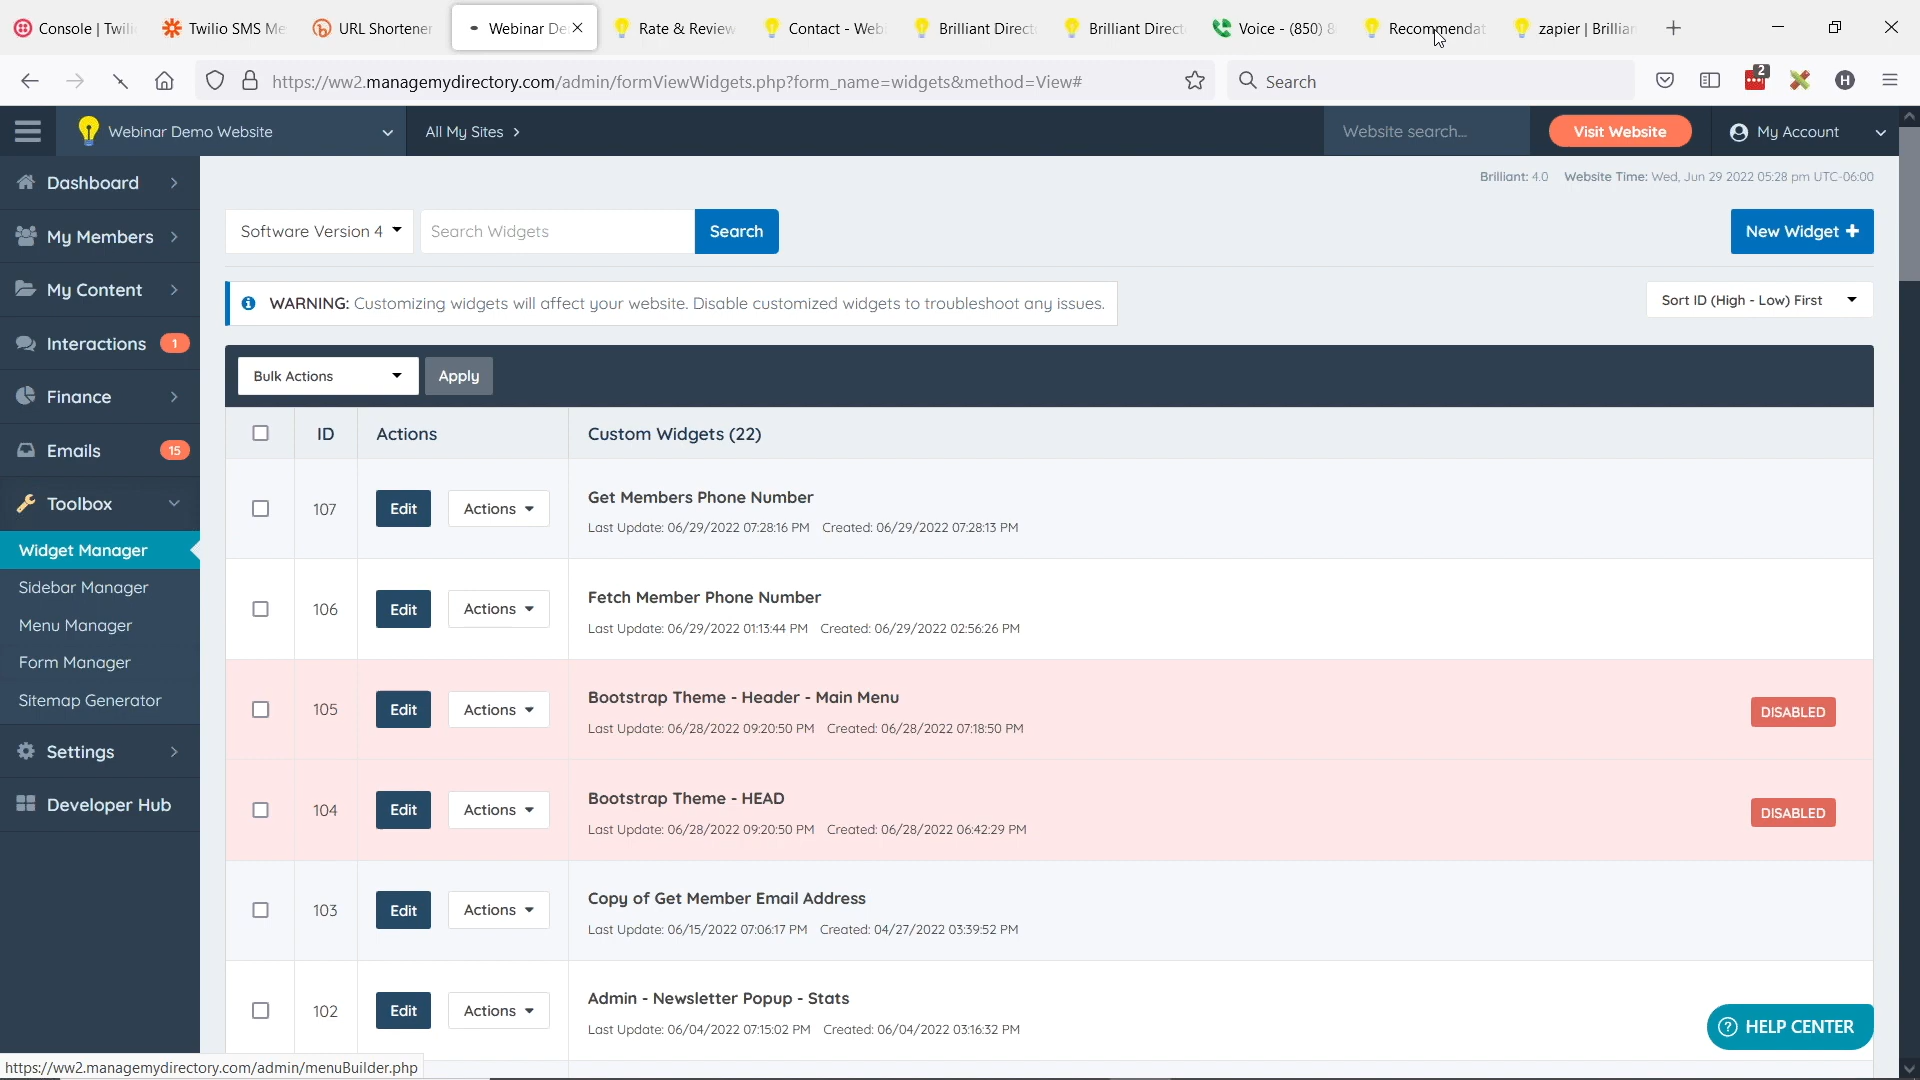 Console | Twili
Twilio SMS Me
URL Shortener
Webinar De
Rate & Review
Contact - Webi
Brilliant Direct
Brilliant Direct
Voice - (850) 8
Recommendat
zapier | Brillian
https://ww2.managemydirectory.com/admin/formViewWidgets.php?form_name=widgets&method=View#
Search
2
H
Webinar Demo Website
All My Sites
Website search...
Visit Website
My Account
Brilliant: 4.0 Website Time: Wed, Jun 29 2022 05:28 pm UTC-06:00
Dashboard
My Members
My Content
Interactions 1
Finance
Emails 15
Toolbox
Widget Manager
Sidebar Manager
Menu Manager
Form Manager
Sitemap Generator
Settings
Developer Hub
Software Version 4
Search Widgets
Search
New Widget +
WARNING: Customizing widgets will affect your website. Disable customized widgets to troubleshoot any issues.
Sort ID (High - Low) First
Bulk Actions
Apply
ID Actions Custom Widgets (22)
107 Edit Actions Get Members Phone Number
Last Update: 06/29/2022 07:28:16 PM Created: 06/29/2022 07:28:13 PM
106 Edit Actions Fetch Member Phone Number
Last Update: 06/29/2022 01:13:44 PM Created: 06/29/2022 02:56:26 PM
105 Edit Actions Bootstrap Theme - Header - Main Menu
Last Update: 06/28/2022 09:20:50 PM Created: 06/28/2022 07:18:50 PM
DISABLED
104 Edit Actions Bootstrap Theme - HEAD
Last Update: 06/28/2022 09:20:50 PM Created: 06/28/2022 06:42:29 PM
DISABLED
103 Edit Actions Copy of Get Member Email Address
Last Update: 06/15/2022 07:06:17 PM Created: 04/27/2022 03:39:52 PM
102 Edit Actions Admin - Newsletter Popup - Stats
Last Update: 06/04/2022 07:15:02 PM Created: 06/04/2022 03:16:32 PM
? HELP CENTER
https://ww2.managemydirectory.com/admin/menuBuilder.php